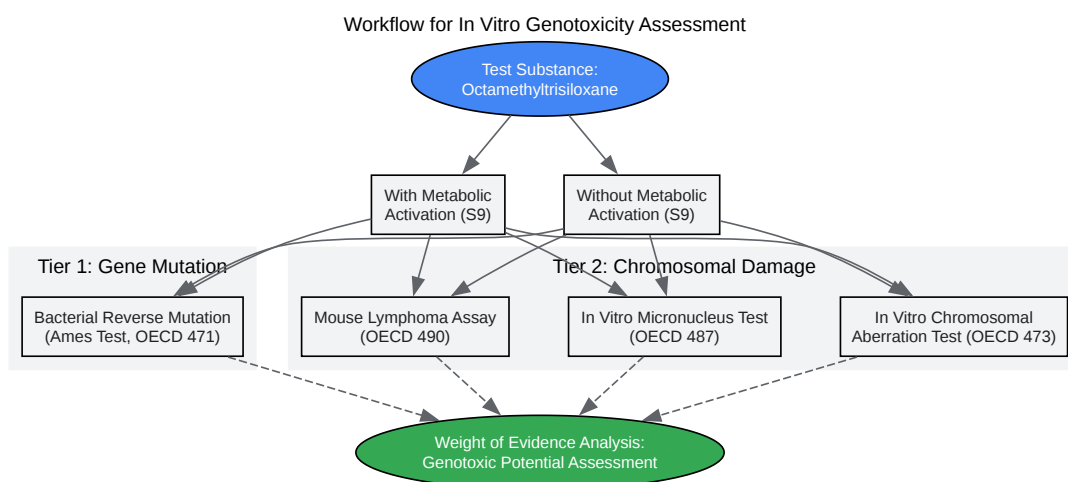 Workflow for In Vitro Genotoxicity Assessment
Test Substance:
Octamethyltrisiloxane
With Metabolic
Activation (S9)
Without Metabolic
Activation (S9)
Tier 1: Gene Mutation
Tier 2: Chromosomal Damage
Bacterial Reverse Mutation
(Ames Test, OECD 471)
Mouse Lymphoma Assay
(OECD 490)
In Vitro Micronucleus Test
(OECD 487)
In Vitro Chromosomal
Aberration Test (OECD 473)
Weight of Evidence Analysis:
Genotoxic Potential Assessment